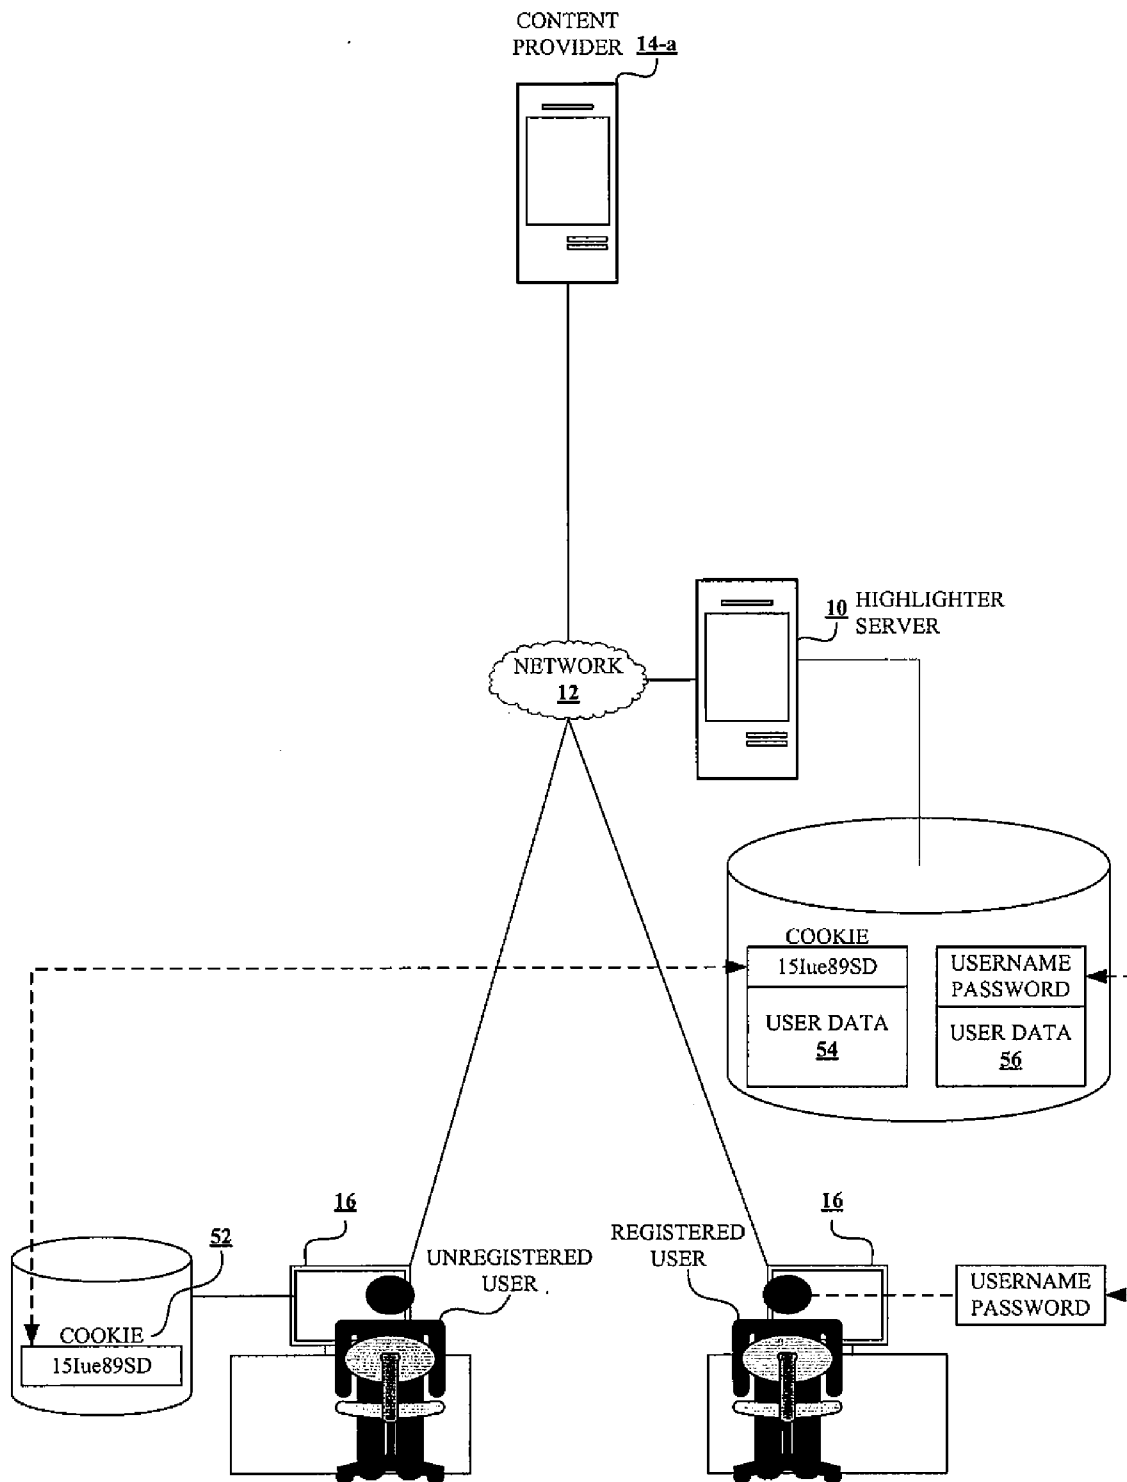 CONTENT
PROVIDER 14-a
10 HIGHLIGHTER
SERVER
NETWORK
12
COOKIE
15Iue89SD
USER DATA
54
USERNAME
PASSWORD
USER DATA
56
16
52
UNREGISTERED
USER
COOKIE
15Iue89SD
REGISTERED
USER
16
USERNAME
PASSWORD